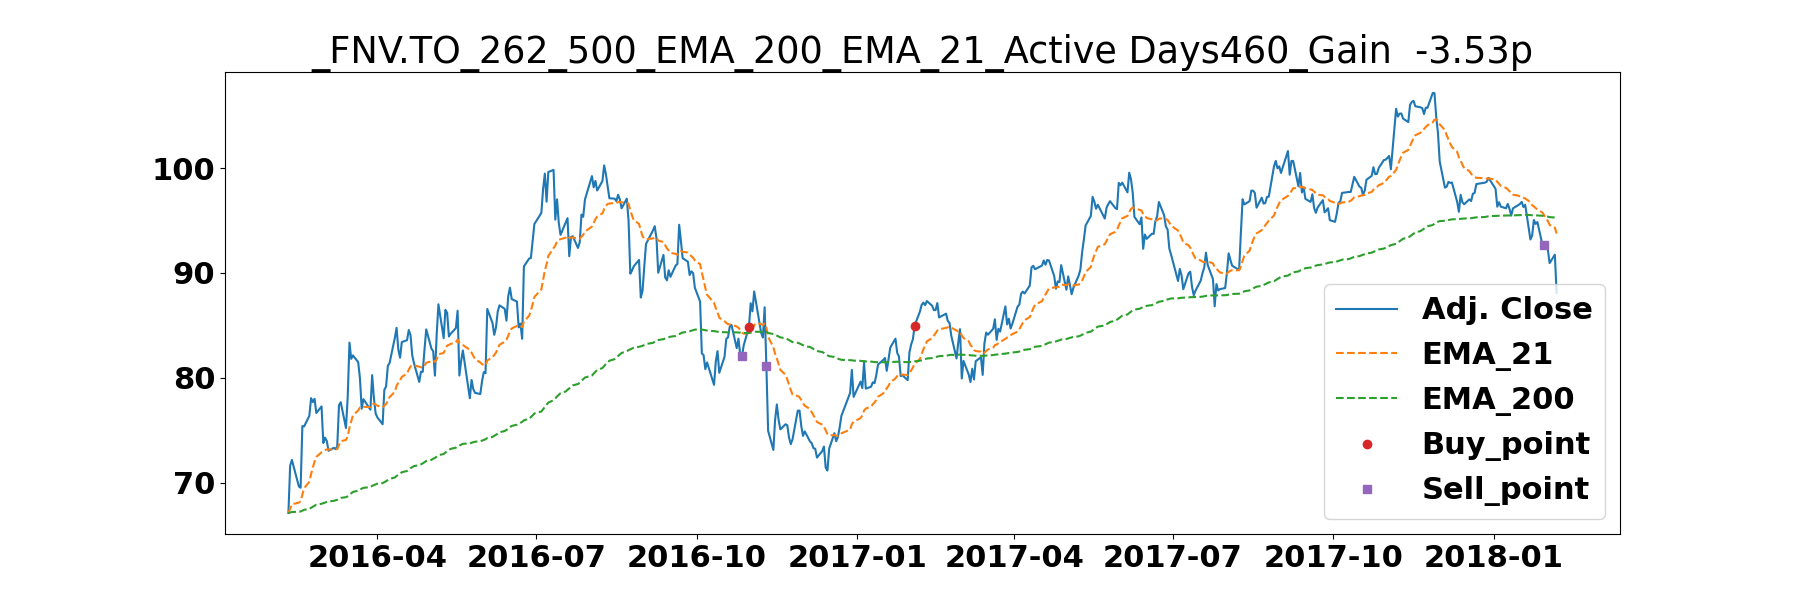 _FNV.TO_262_500_EMA_200_EMA_21_Active Days460_Gain  -3.53p
100
90
80
70
2016-04 2016-07 2016-10 2017-01 2017-04 2017-07 2017-10 2018-01
Adj. Close
EMA_21
EMA_200
Buy_point
Sell_point